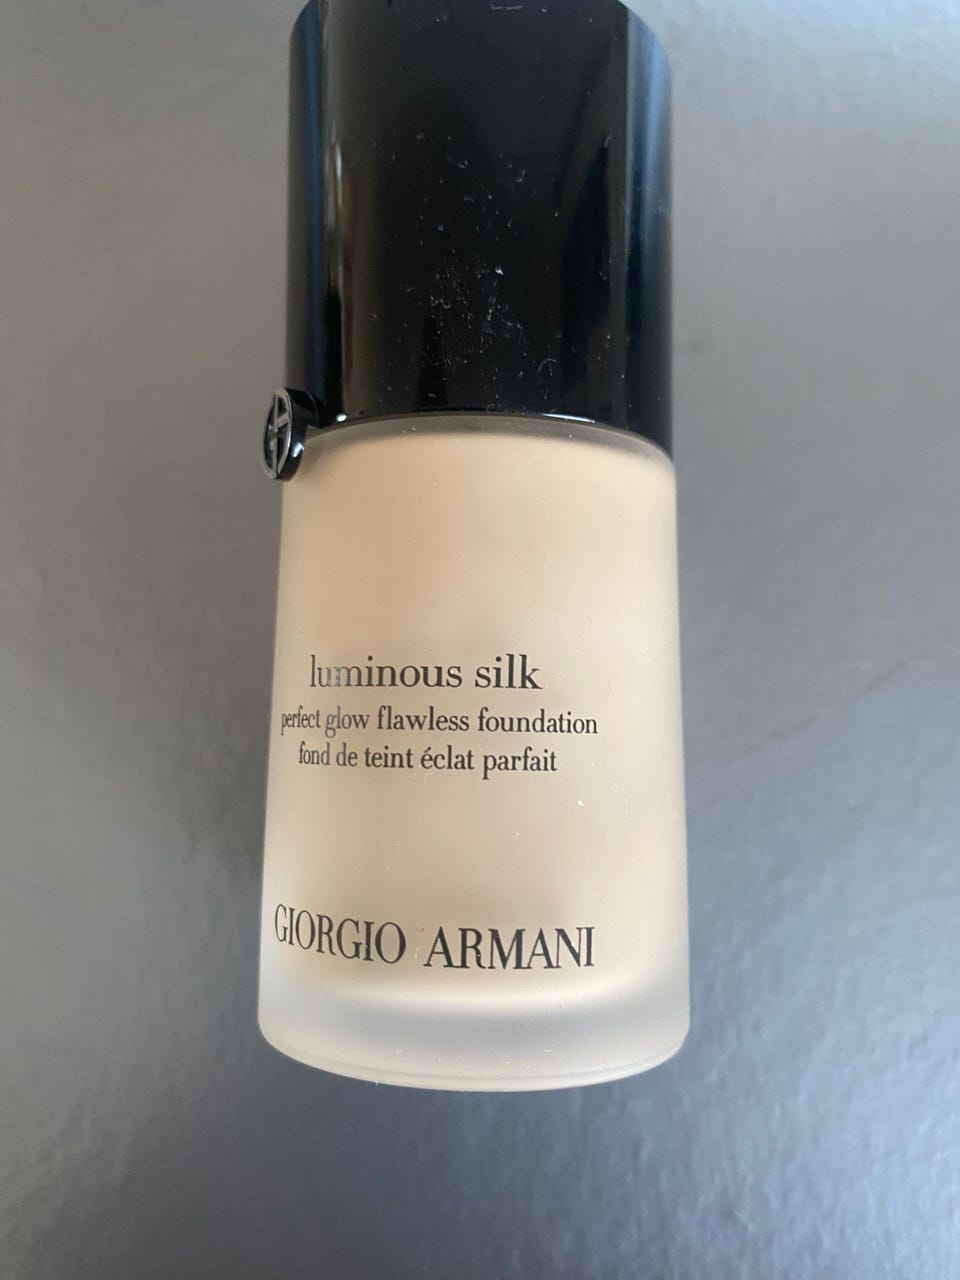 luminous silk
perfect glow flawless foundation
fond de teint éclat parfait
GIORGIO ARMANI